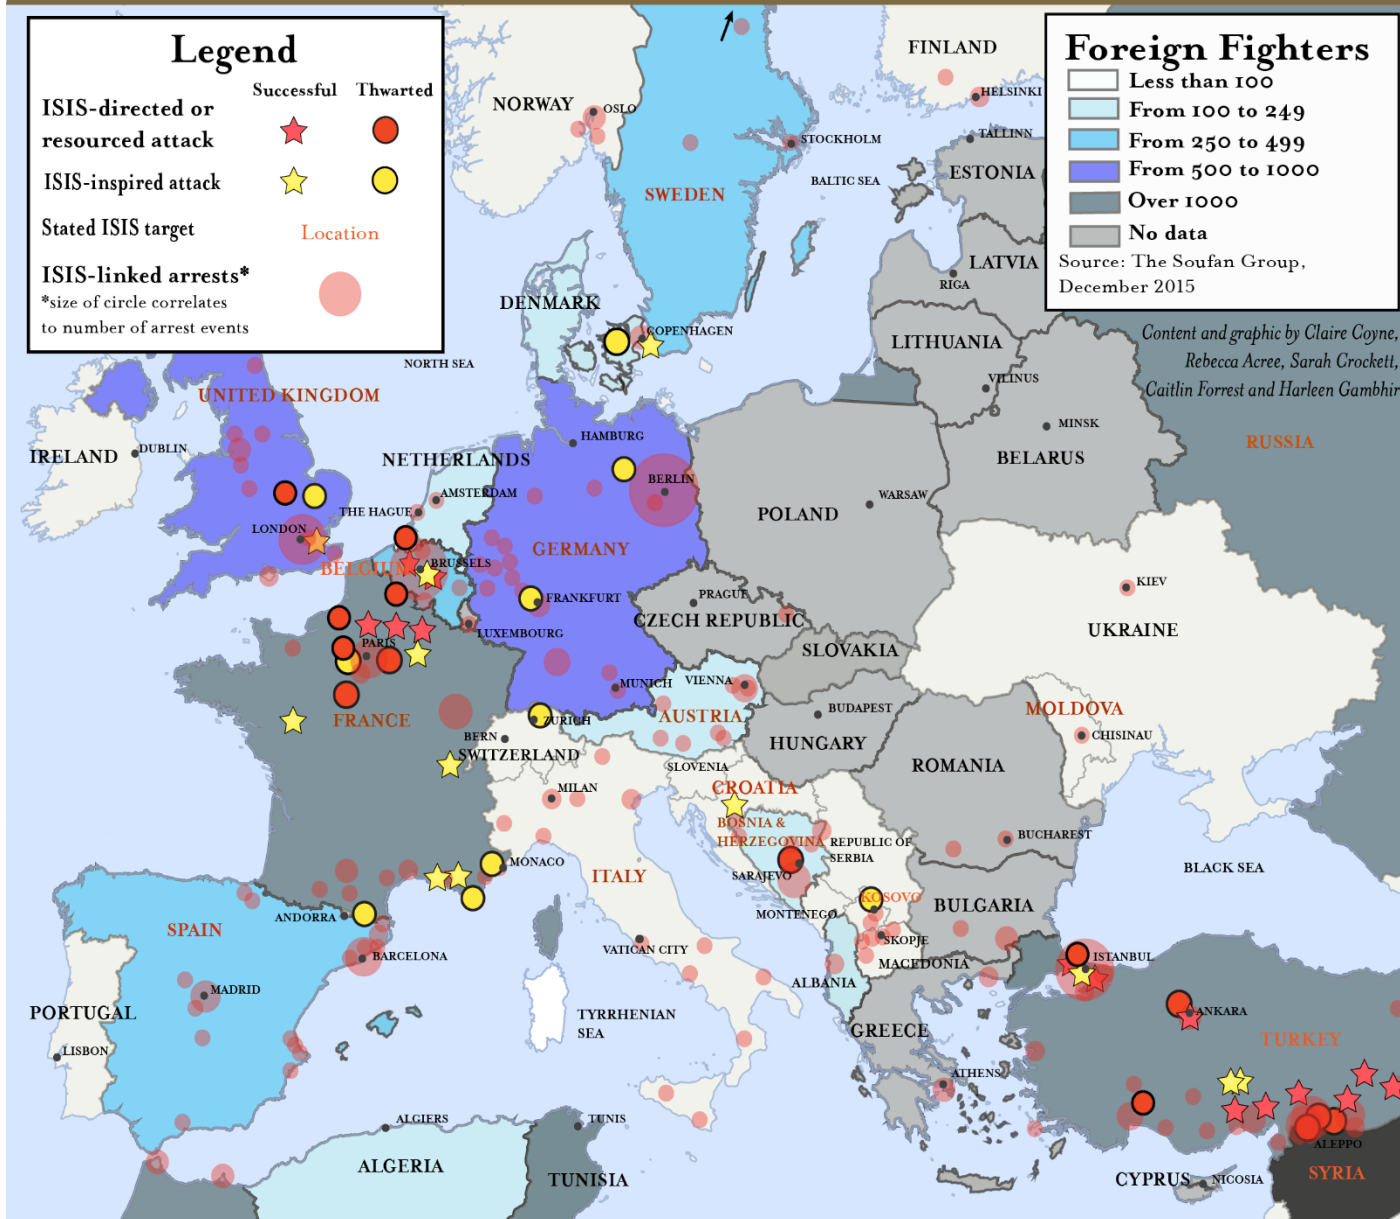 Legend
Successful
Thwarted
ISIS-directed or
resourced attack
ISIS-inspired attack
Stated ISIS target
Location
ISIS-linked arrests*
*size of circle correlates
to number of arrest events
Foreign Fighters
Less than 100
From 100 to 249
From 250 to 499
From 500 to 1000
Over 1000
No data
Source: The Soufan Group,
December 2015
Content and graphic by Claire Coyne,
Rebecca Acree, Sarah Crockett,
Caitlin Forrest and Harleen Gambhir
FINLAND
HELSINKI
NORWAY
OSLO
STOCKHOLM
TALLINN
ESTONIA
BALTIC SEA
SWEDEN
LATVIA
RIGA
DENMARK
COPENHAGEN
LITHUANIA
VILINUS
NORTH SEA
UNITED KINGDOM
MINSK
BELARUS
RUSSIA
IRELAND
DUBLIN
HAMBURG
NETHERLANDS
AMSTERDAM
BERLIN
WARSAW
POLAND
THE HAGUE
LONDON
GERMANY
BELGIUM
BRUSSELS
FRANKFURT
PRAGUE
CZECH REPUBLIC
KIEV
UKRAINE
LUXEMBOURG
PARIS
SLOVAKIA
MUNICH
VIENNA
FRANCE
ZURICH
AUSTRIA
BUDAPEST
MOLDOVA
CHISINAU
BERN
SWITZERLAND
HUNGARY
SLOVENIA
ROMANIA
CROATIA
MILAN
BOSNIA &
HERZEGOVINA
REPUBLIC OF
SERBIA
BUCHAREST
MONACO
ITALY
SARAJEVO
BLACK SEA
KOSOVO
ANDORRA
SPAIN
MONTENEGO
BULGARIA
BARCELONA
VATICAN CITY
SKOPJE
MACEDONIA
ISTANBUL
ALBANIA
MADRID
PORTUGAL
TYRRHENIAN
SEA
GREECE
ANKARA
LISBON
TURKEY
ATHENS
ALGIERS
TUNIS
ALEPPO
ALGERIA
TUNISIA
CYPRUS
NICOSIA
SYRIA